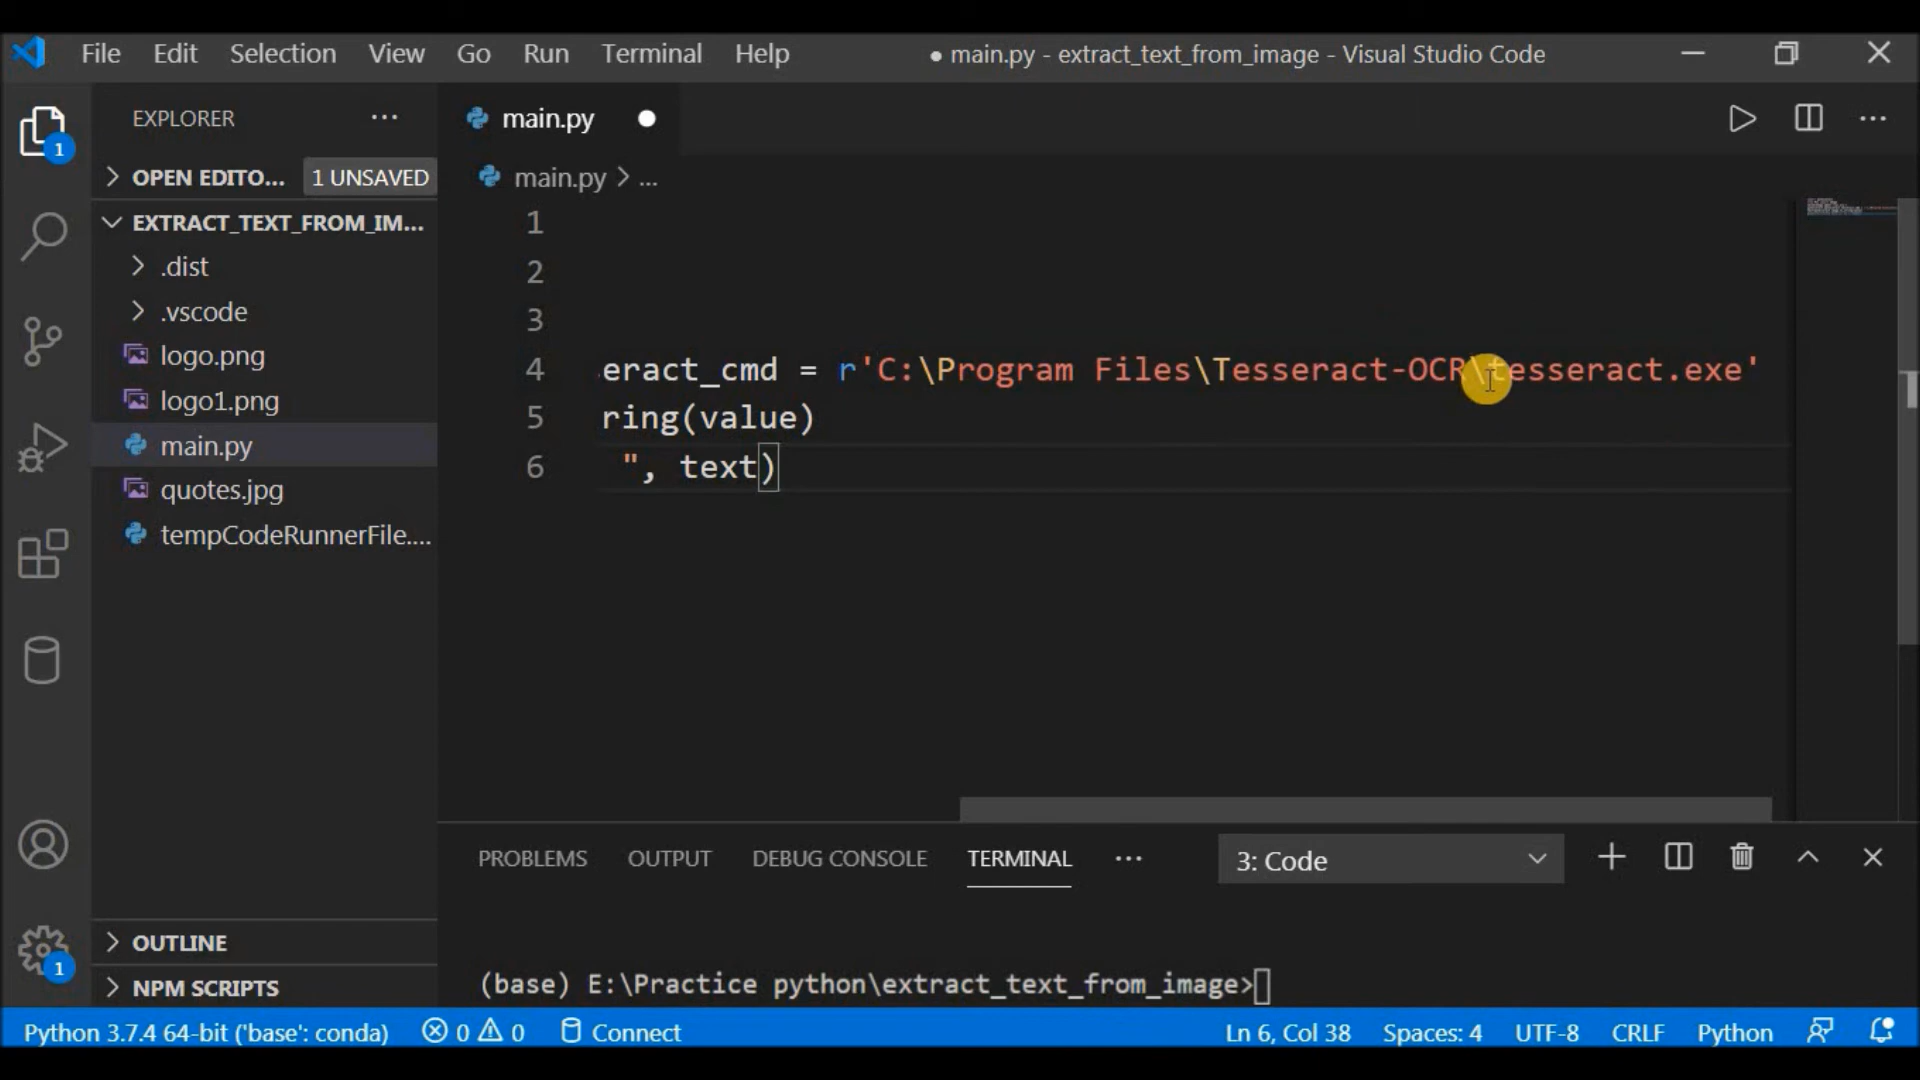 File Edit Selection View Go Run Terminal Help ● main.py - extract_text_from_image - Visual Studio Code
EXPLORER ...
OPEN EDITO... 1 UNSAVED
EXTRACT_TEXT_FROM_IM...
.dist
.vscode
logo.png
logo1.png
main.py
quotes.jpg
tempCodeRunnerFile....
OUTLINE
NPM SCRIPTS
main.py
main.py > ...
1
2
3
4 eract_cmd = r'C:\Program Files\Tesseract-OCR\tesseract.exe'
5 ring(value)
6 ", text)
PROBLEMS OUTPUT DEBUG CONSOLE TERMINAL ... 3: Code
(base) E:\Practice python\extract_text_from_image>
1
1
Python 3.7.4 64-bit ('base': conda) 0 0 Connect Ln 6, Col 38 Spaces: 4 UTF-8 CRLF Python